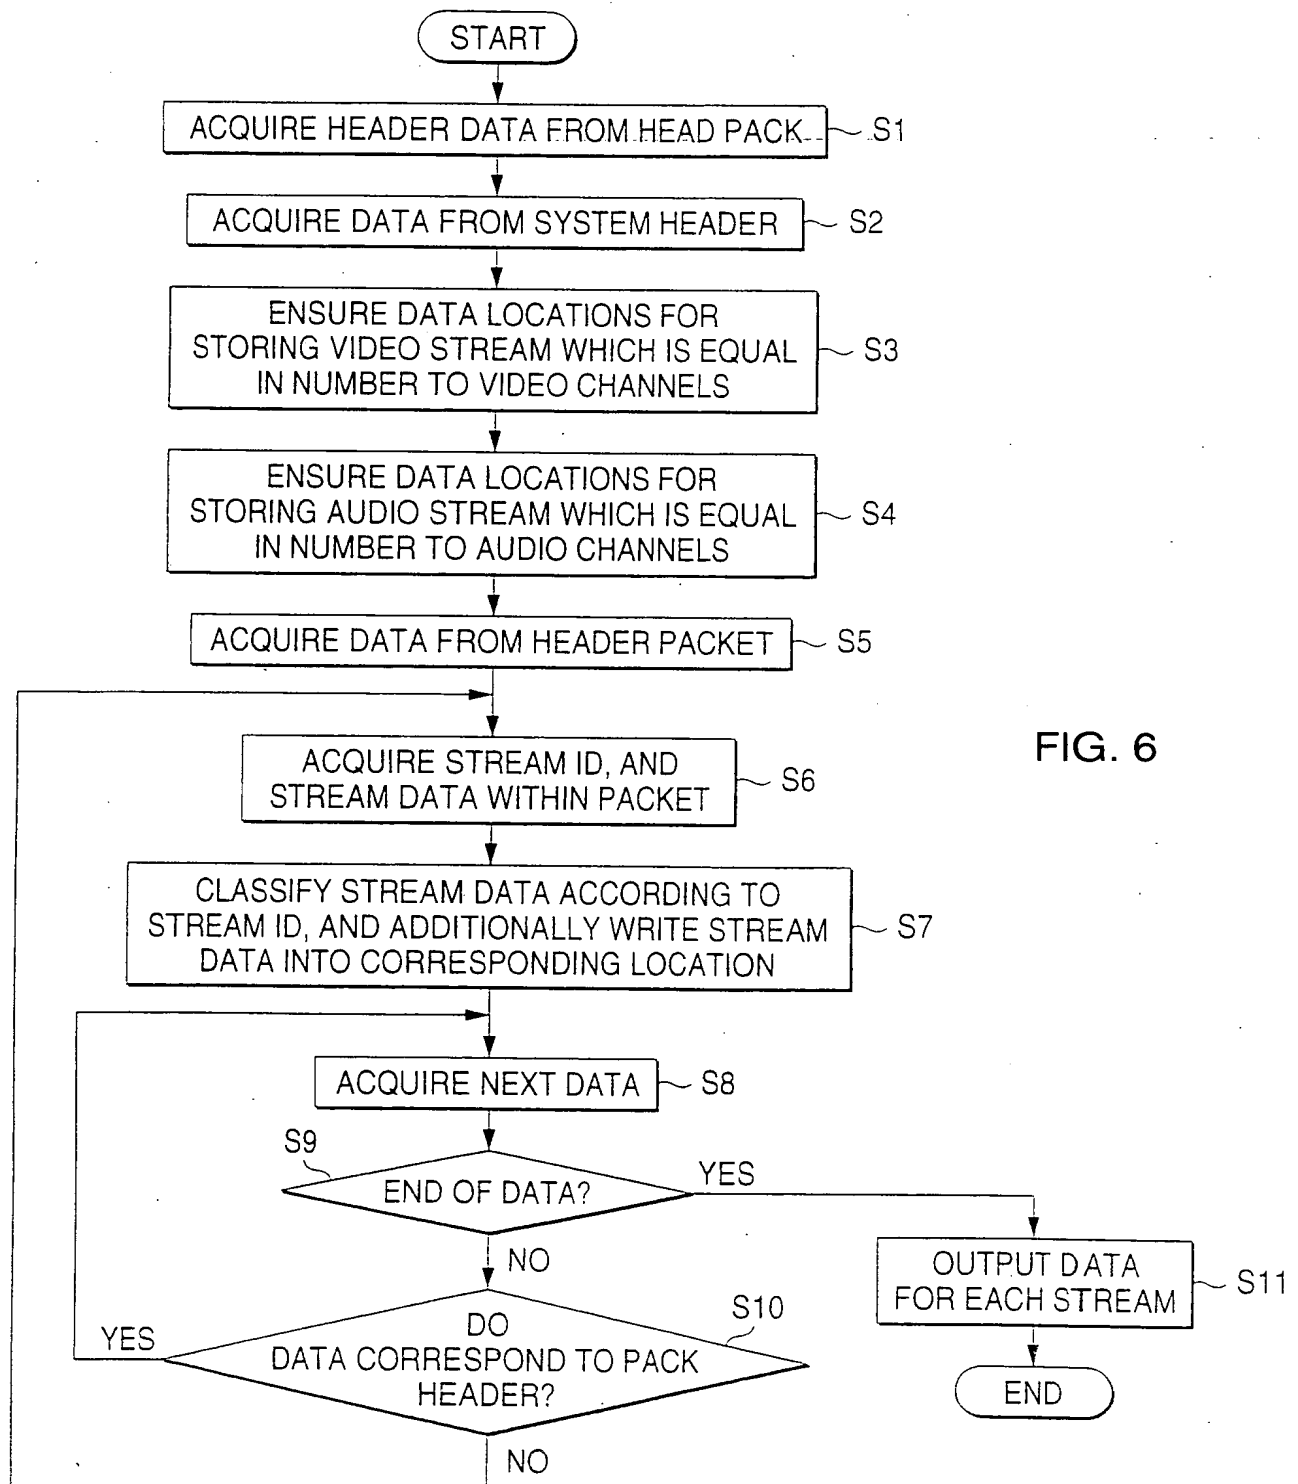 START
ACQUIRE HEADER DATA FROM HEAD PACK
S1
ACQUIRE DATA FROM SYSTEM HEADER
S2
ENSURE DATA LOCATIONS FOR
STORING VIDEO STREAM WHICH IS EQUAL
IN NUMBER TO VIDEO CHANNELS
S3
ENSURE DATA LOCATIONS FOR
STORING AUDIO STREAM WHICH IS EQUAL
IN NUMBER TO AUDIO CHANNELS
S4
ACQUIRE DATA FROM HEADER PACKET
S5
FIG. 6
ACQUIRE STREAM ID, AND
STREAM DATA WITHIN PACKET
S6
CLASSIFY STREAM DATA ACCORDING TO
STREAM ID, AND ADDITIONALLY WRITE STREAM
DATA INTO CORRESPONDING LOCATION
S7
ACQUIRE NEXT DATA
S8
S9
END OF DATA?
YES
NO
OUTPUT DATA
FOR EACH STREAM
S11
END
S10
DO
DATA CORRESPOND TO PACK
HEADER?
YES
NO